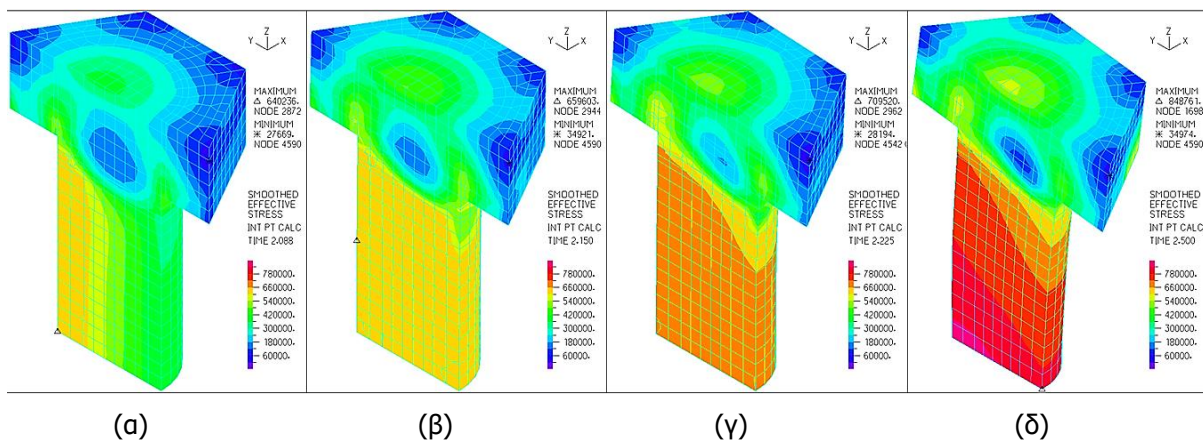 Z
Y X
MAXIMUM
Δ 640236.
NODE 2872
MINIMUM
✳ 27669.
NODE 4590
SMOOTHED
EFFECTIVE
STRESS
INT PT CALC
TIME 2.088
780000.
660000.
540000.
420000.
300000.
180000.
60000.
(α)
Z
Y X
MAXIMUM
Δ 659603.
NODE 2944
MINIMUM
✳ 34921.
NODE 4590
SMOOTHED
EFFECTIVE
STRESS
INT PT CALC
TIME 2.150
780000.
660000.
540000.
420000.
300000.
180000.
60000.
(β)
Z
Y X
MAXIMUM
Δ 709520.
NODE 2962
MINIMUM
✳ 28194.
NODE 4542
SMOOTHED
EFFECTIVE
STRESS
INT PT CALC
TIME 2.225
780000.
660000.
540000.
420000.
300000.
180000.
60000.
(γ)
Z
Y X
MAXIMUM
Δ 848761.
NODE 1698
MINIMUM
✳ 34974.
NODE 4590
SMOOTHED
EFFECTIVE
STRESS
INT PT CALC
TIME 2.500
780000.
660000.
540000.
420000.
300000.
180000.
60000.
(δ)